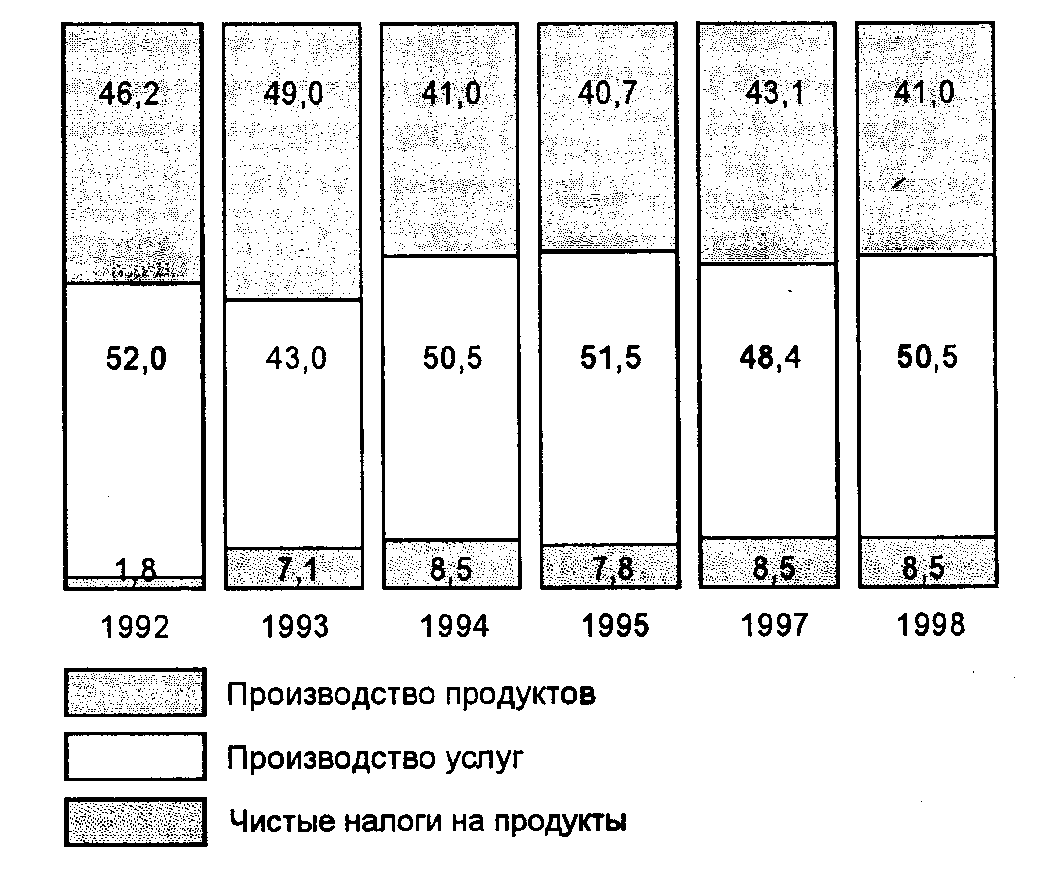 46,2 49,0 41,0 40,7 43,1 41,0
52,0 43,0 50,5 51,5 48,4 50,5
1,8 7,1 8,5 7,8 8,5 8,5
1992 1993 1994 1995 1997 1998
Производство продуктов
Производство услуг
Чистые налоги на продукты